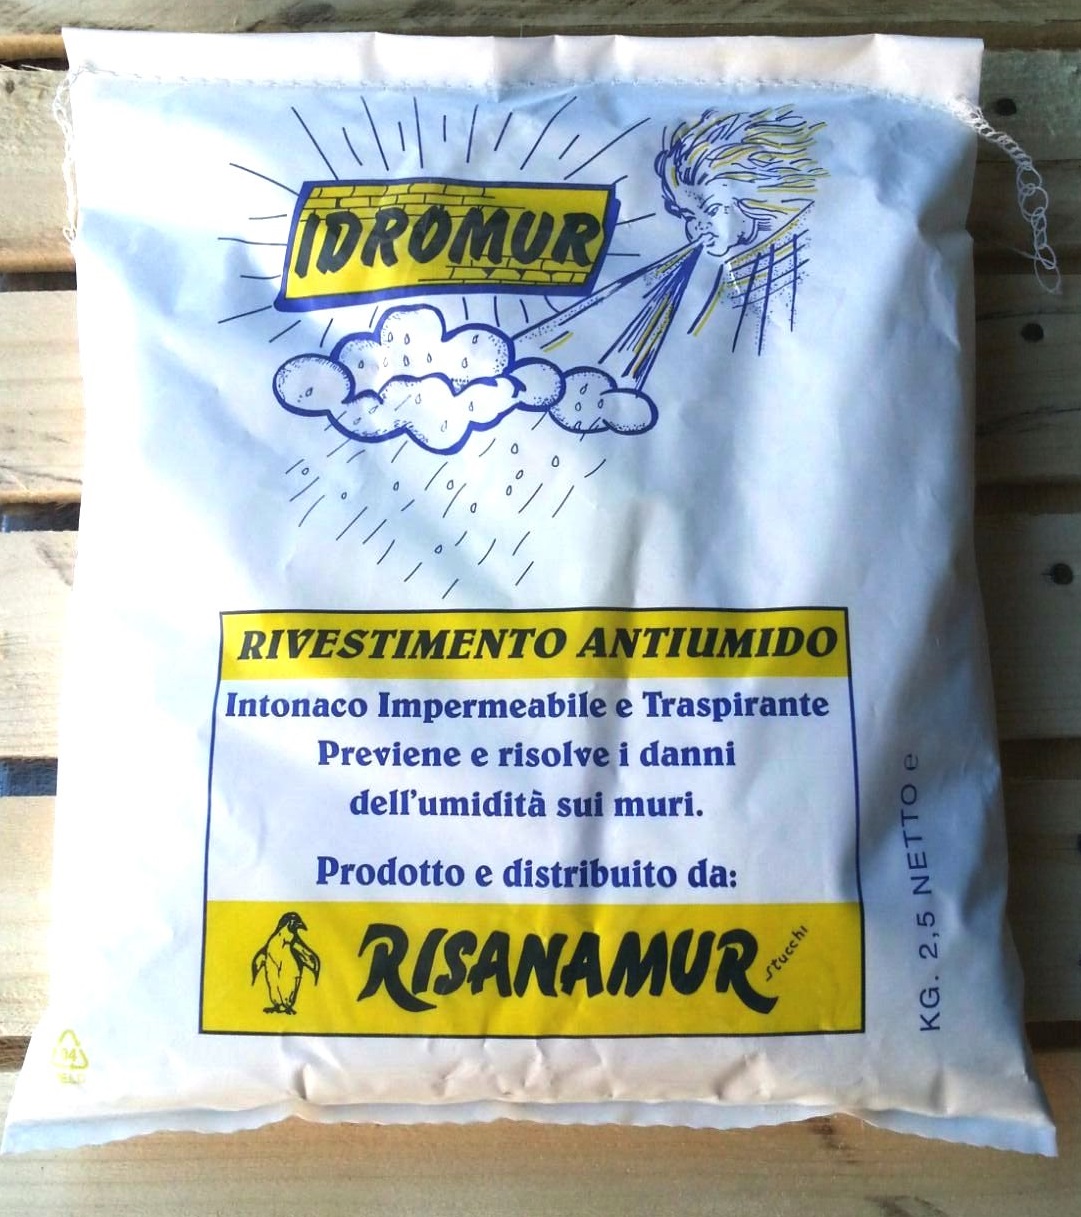 IDROMUR
RIVESTIMENTO ANTIUMIDO
Intonaco Impermeabile e Traspirante
Previene e risolve i danni
dell'umidità sui muri.
Prodotto e distribuito da:
RISANAMUR stucchi
KG. 2,5 NETTO e